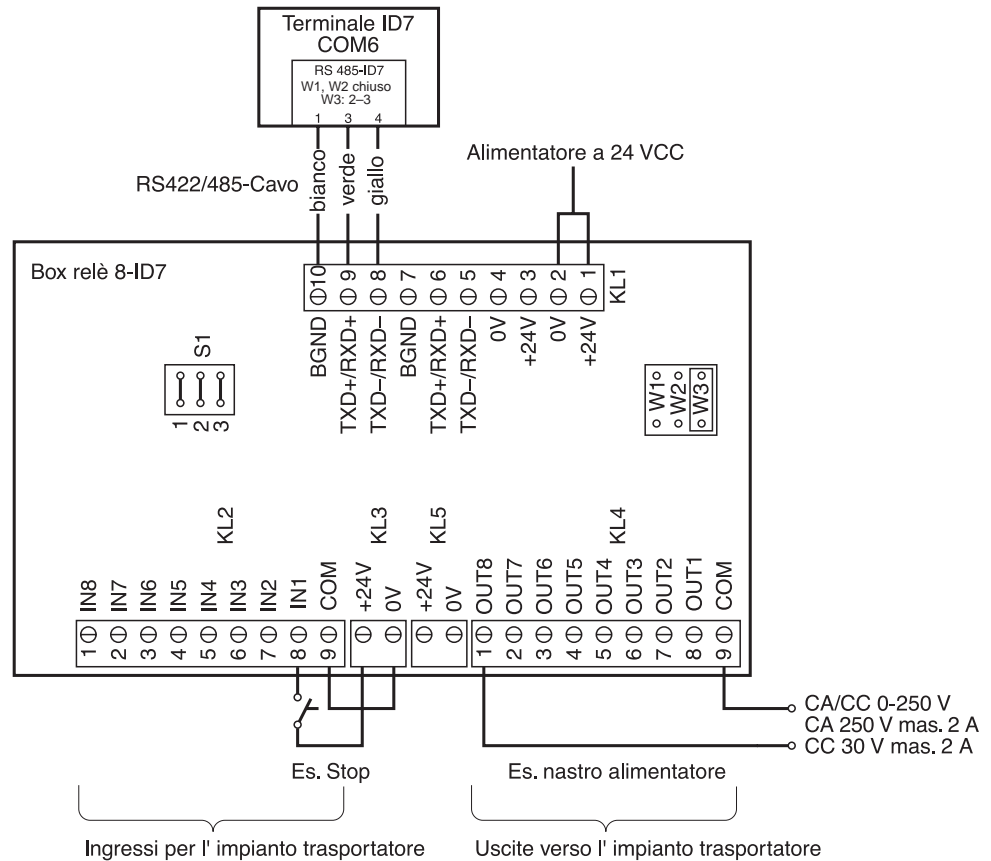 Terminale ID7
COM6
RS 485-ID7
W1, W2 chiuso
W3: 2–3
1 3 4
bianco
verde
giallo
RS422/485-Cavo
Alimentatore a 24 VCC
Box relè 8-ID7
10 9 8 7 6 5 4 3 2 1
KL1
BGND
TXD+/RXD+
TXD–/RXD–
BGND
TXD+/RXD+
TXD–/RXD–
0V
+24V
0V
+24V
S1
1 2 3
W1
W2
W3
KL2
KL3
KL5
KL4
IN8
IN7
IN6
IN5
IN4
IN3
IN2
IN1
COM
+24V
0V
+24V
0V
OUT8
OUT7
OUT6
OUT5
OUT4
OUT3
OUT2
OUT1
COM
1 2 3 4 5 6 7 8 9
1 2 3 4 5 6 7 8 9
CA/CC 0-250 V
CA 250 V mas. 2 A
CC 30 V mas. 2 A
Es. Stop
Es. nastro alimentatore
Ingressi per l' impianto trasportatore
Uscite verso l' impianto trasportatore